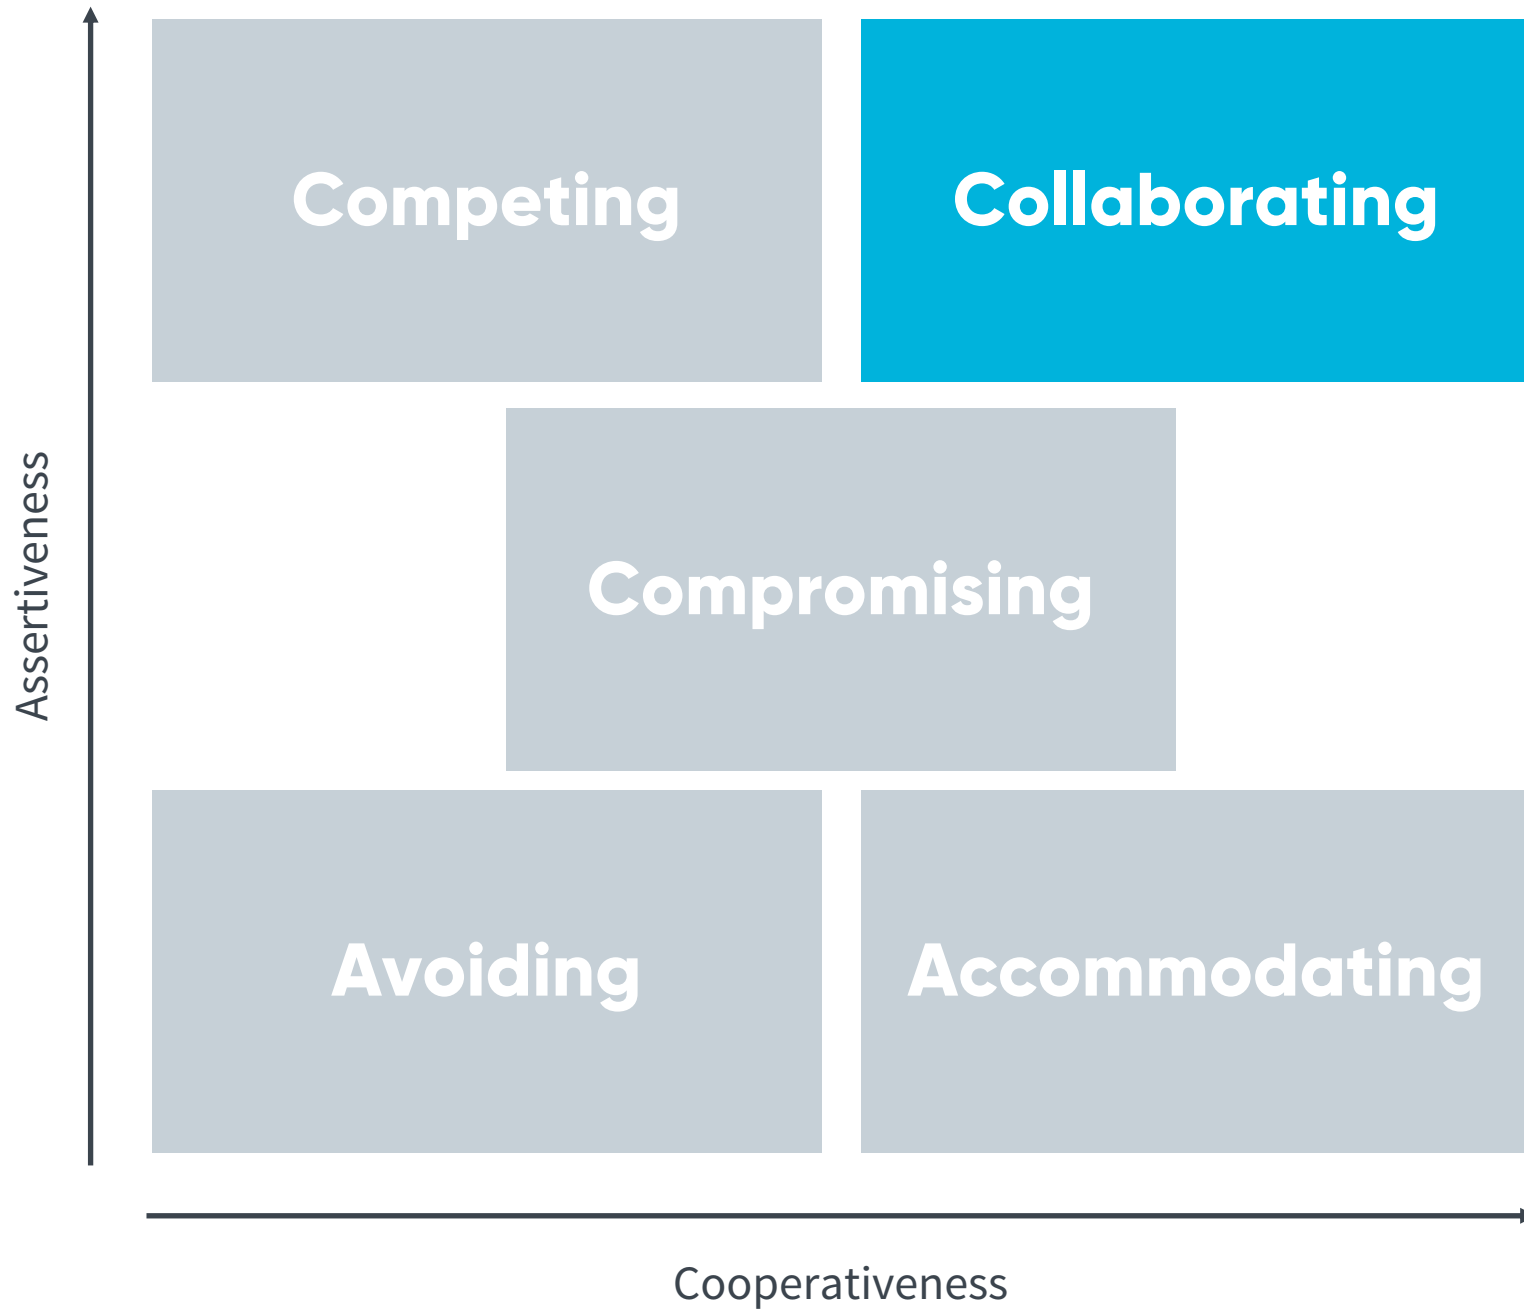 Competing
Collaborating
Assertiveness
Compromising
Avoiding
Accommodating
Cooperativeness